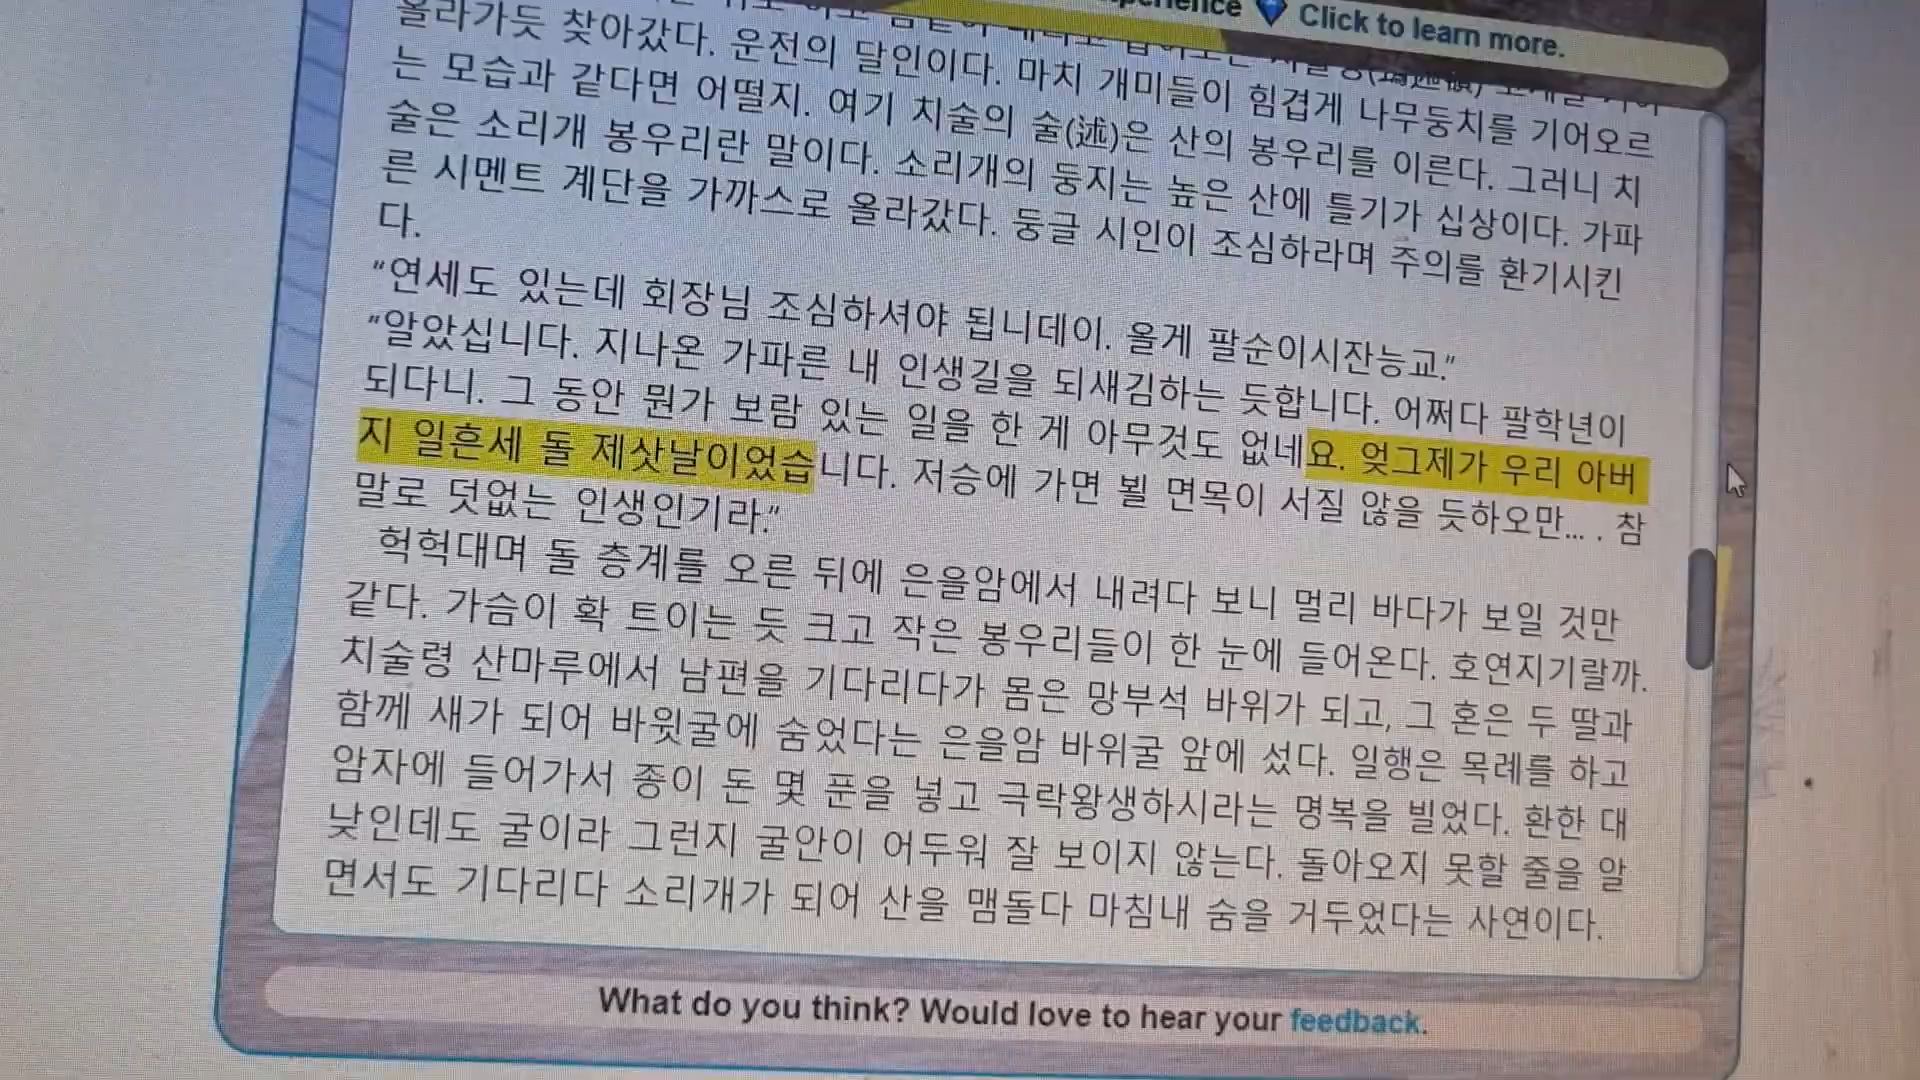 Click to learn more.
올라가듯 찾아갔다. 운전의 달인이다. 마치 개미들이 힘겹게 나무둥치를 기어오르
는 모습과 같다면 어떨지. 여기 치술의 술(述)은 산의 봉우리를 이른다. 그러니 치
술은 소리개 봉우리란 말이다. 소리개의 둥지는 높은 산에 틀기가 십상이다. 가파
른 시멘트 계단을 가까스로 올라갔다. 둥글 시인이 조심하라며 주의를 환기시킨
다.
“연세도 있는데 회장님 조심하셔야 됩니데이. 올게 팔순이시잔능교.”
“알았십니다. 지나온 가파른 내 인생길을 되새김하는 듯합니다. 어쩌다 팔학년이
되다니. 그 동안 뭔가 보람 있는 일을 한 게 아무것도 없네요. 엊그제가 우리 아버
지 일흔세 돌 제삿날이었습니다. 저승에 가면 뵐 면목이 서질 않을 듯하오만... . 참
말로 덧없는 인생인기라.”
헉헉대며 돌 층계를 오른 뒤에 은을암에서 내려다 보니 멀리 바다가 보일 것만
같다. 가슴이 확 트이는 듯 크고 작은 봉우리들이 한 눈에 들어온다. 호연지기랄까.
치술령 산마루에서 남편을 기다리다가 몸은 망부석 바위가 되고, 그 혼은 두 딸과
함께 새가 되어 바윗굴에 숨었다는 은을암 바위굴 앞에 섰다. 일행은 목례를 하고
암자에 들어가서 종이 돈 몇 푼을 넣고 극락왕생하시라는 명복을 빌었다. 환한 대
낮인데도 굴이라 그런지 굴안이 어두워 잘 보이지 않는다. 돌아오지 못할 줄을 알
면서도 기다리다 소리개가 되어 산을 맴돌다 마침내 숨을 거두었다는 사연이다.
What do you think? Would love to hear your feedback.